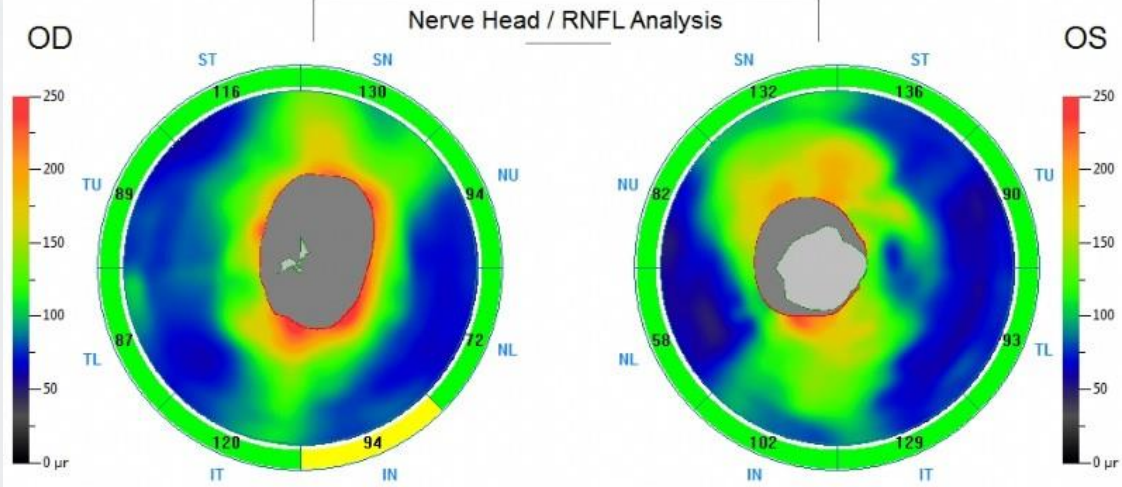 Nerve Head / RNFL Analysis
OD
OS
ST
SN
SN
ST
116
130
132
136
250
250
200
200
TU
NU
NU
TU
89
94
82
90
150
150
100
100
87
72
58
93
TL
NL
NL
TL
50
50
120
94
102
129
0 µr
0 µr
IT
IN
IN
IT